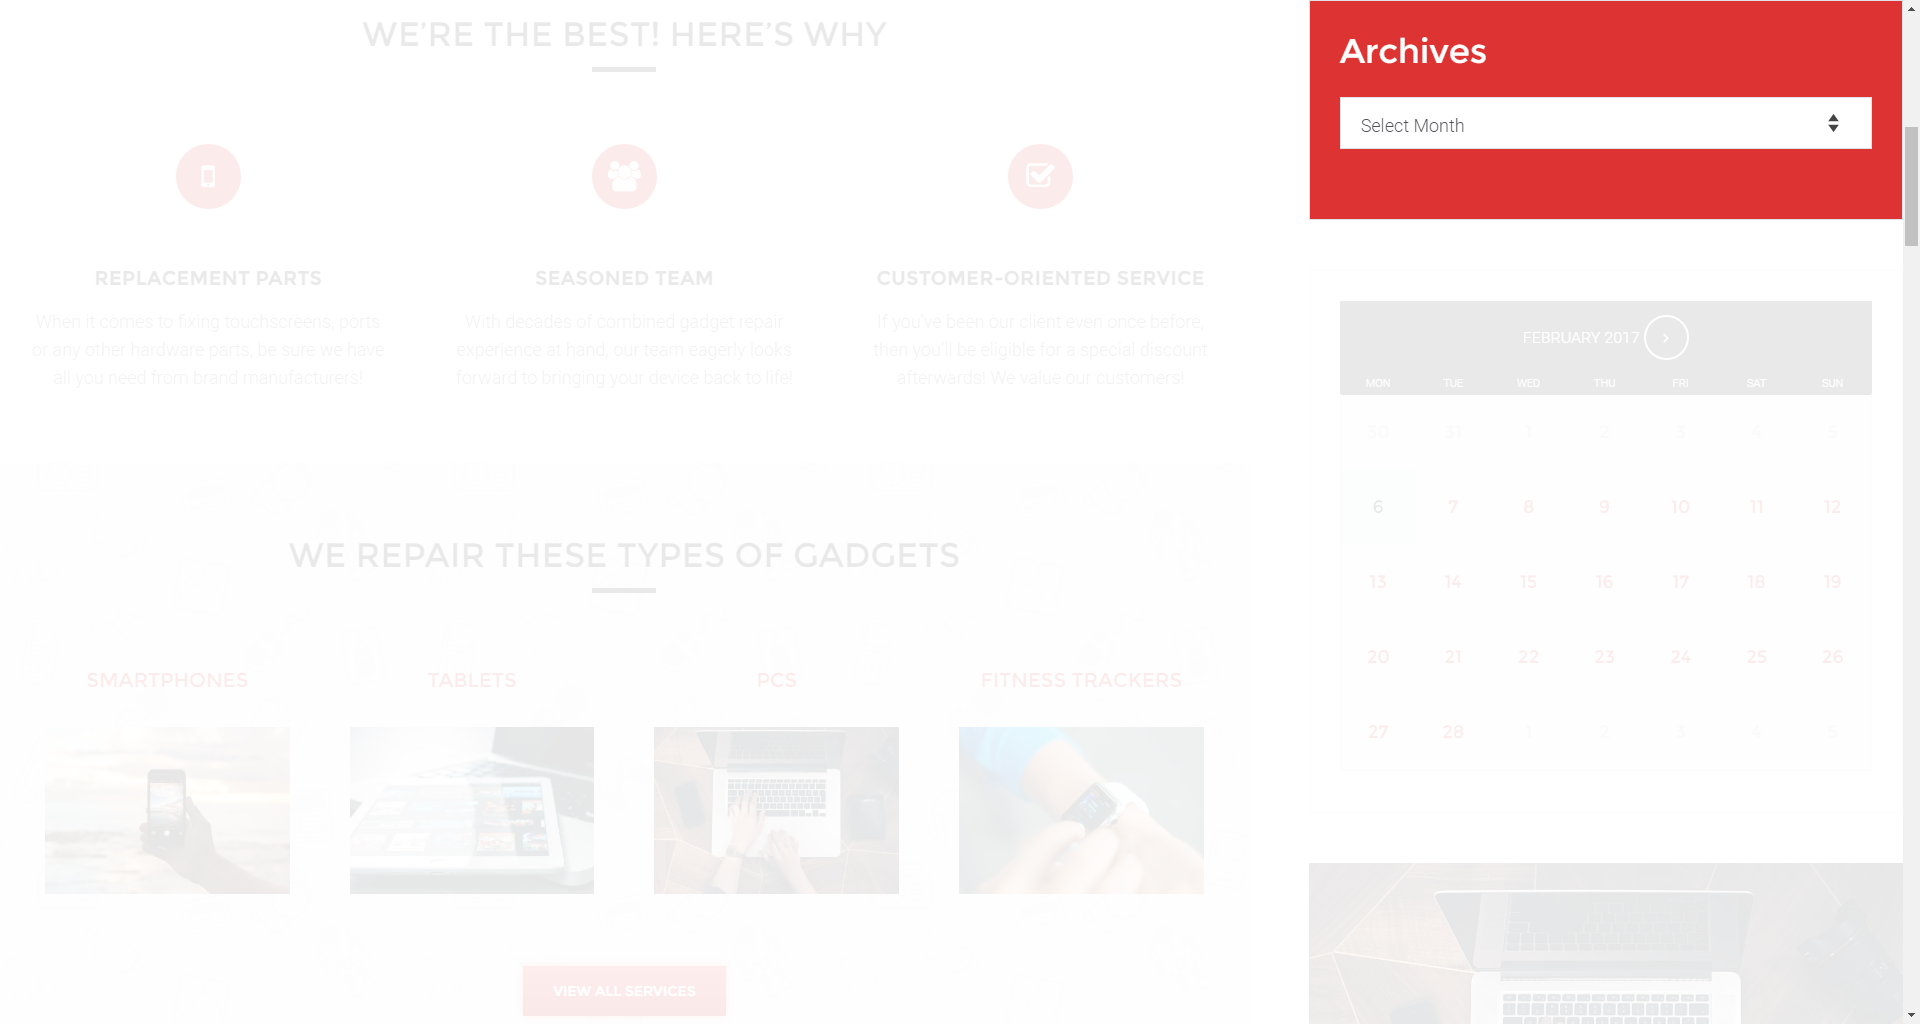 WE'RE THE BEST! HERE'S WHY
REPLACEMENT PARTS
When it comes to fixing touchscreens, ports
or any other hardware parts, be sure we have
all you need from brand manufacturers!
SEASONED TEAM
With decades of combined gadget repair
experience at hand, our team eagerly looks
forward to bringing your device back to life!
CUSTOMER-ORIENTED SERVICE
If you've been our client even once before,
then you'll be eligible for a special discount
afterwards! We value our customers!
WE REPAIR THESE TYPES OF GADGETS
SMARTPHONES
TABLETS
PCS
FITNESS TRACKERS
VIEW ALL SERVICES
Archives
Select Month
FEBRUARY 2017
MON TUE WED THU FRI SAT SUN
30 31 1 2 3 4 5
6 7 8 9 10 11 12
13 14 15 16 17 18 19
20 21 22 23 24 25 26
27 28 1 2 3 4 5